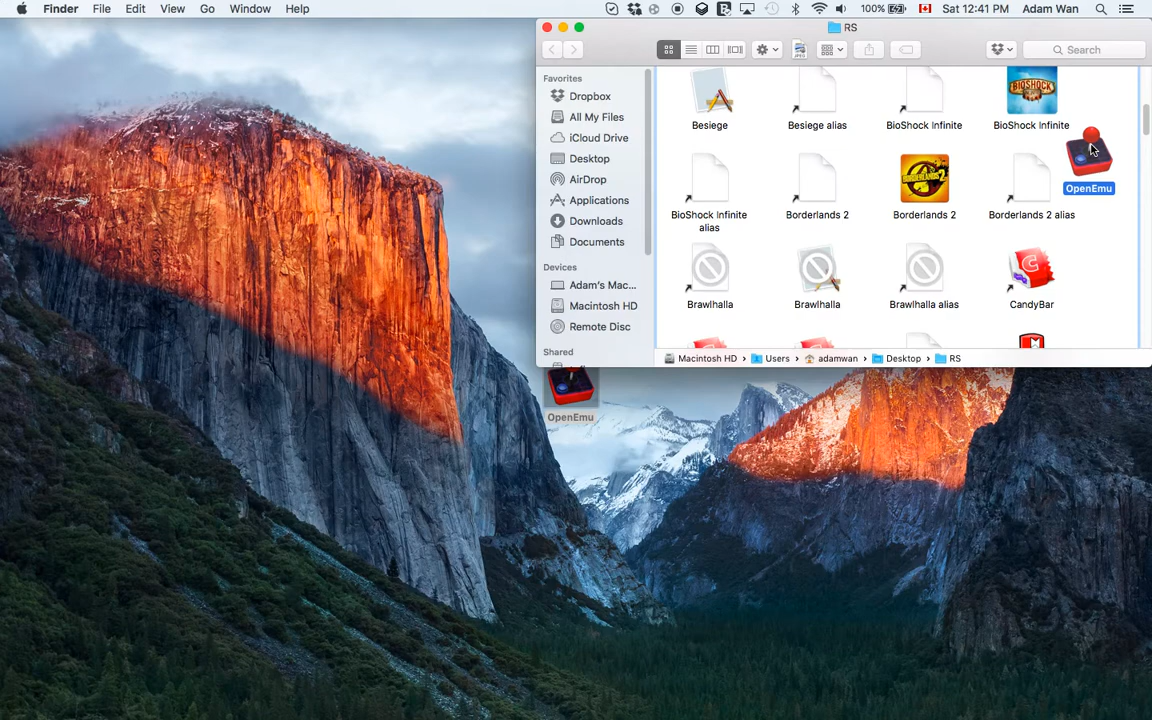 Finder File Edit View Go Window Help 100% Sat 12:41 PM Adam Wan
RS
JPEG
Search
Favorites
Dropbox
All My Files
iCloud Drive
Desktop
AirDrop
Applications
Downloads
Documents
Devices
Adam's Mac...
Macintosh HD
Remote Disc
Shared
Besiege
Besiege alias
BioShock Infinite
BioShock Infinite
OpenEmu
BioShock Infinite alias
Borderlands 2
Borderlands 2
Borderlands 2 alias
Brawlhalla
Brawlhalla
Brawlhalla alias
CandyBar
Macintosh HD › Users › adamwan › Desktop › RS
OpenEmu